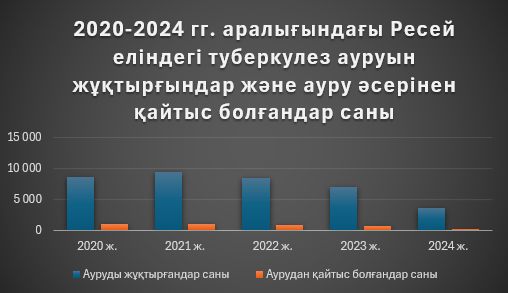 2020-2024 гг. аралығындағы Ресей
еліндегі туберкулез ауруын
жұқтырғындар және ауру әсерінен
қайтыс болғандар саны
15 000
10 000
5 000
0
2020 ж. 2021 ж. 2022 ж. 2023 ж. 2024 ж.
Ауруды жұқтырғандар саны Аурудан қайтыс болғандар саны